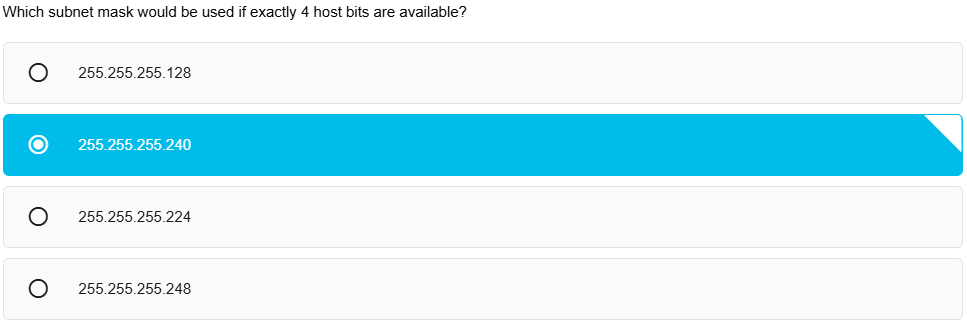 Which subnet mask would be used if exactly 4 host bits are available?
255.255.255.128
255.255.255.240
255.255.255.224
255.255.255.248